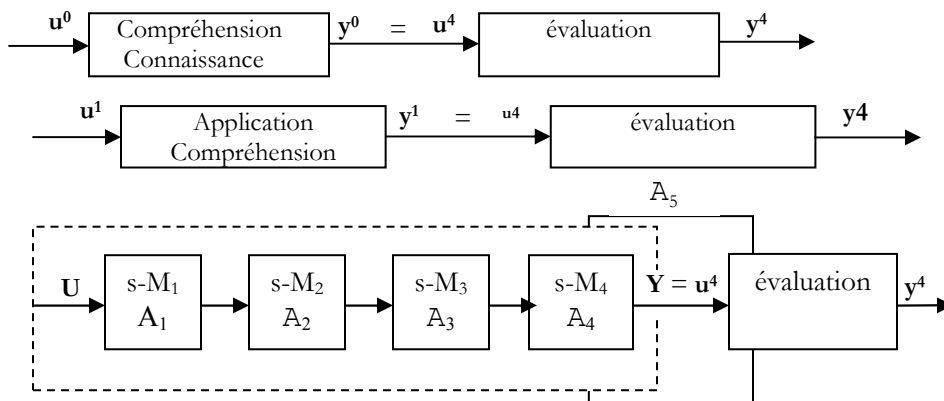 u⁰ Compréhension Connaissance y⁰ = u⁴ évaluation y⁴
u¹ Application Compréhension y¹ = u4 évaluation y4
A₅
U s-M₁ s-M₂ s-M₃ s-M₄ Y = u⁴ évaluation y⁴
A₁ A₂ A₃ A₄